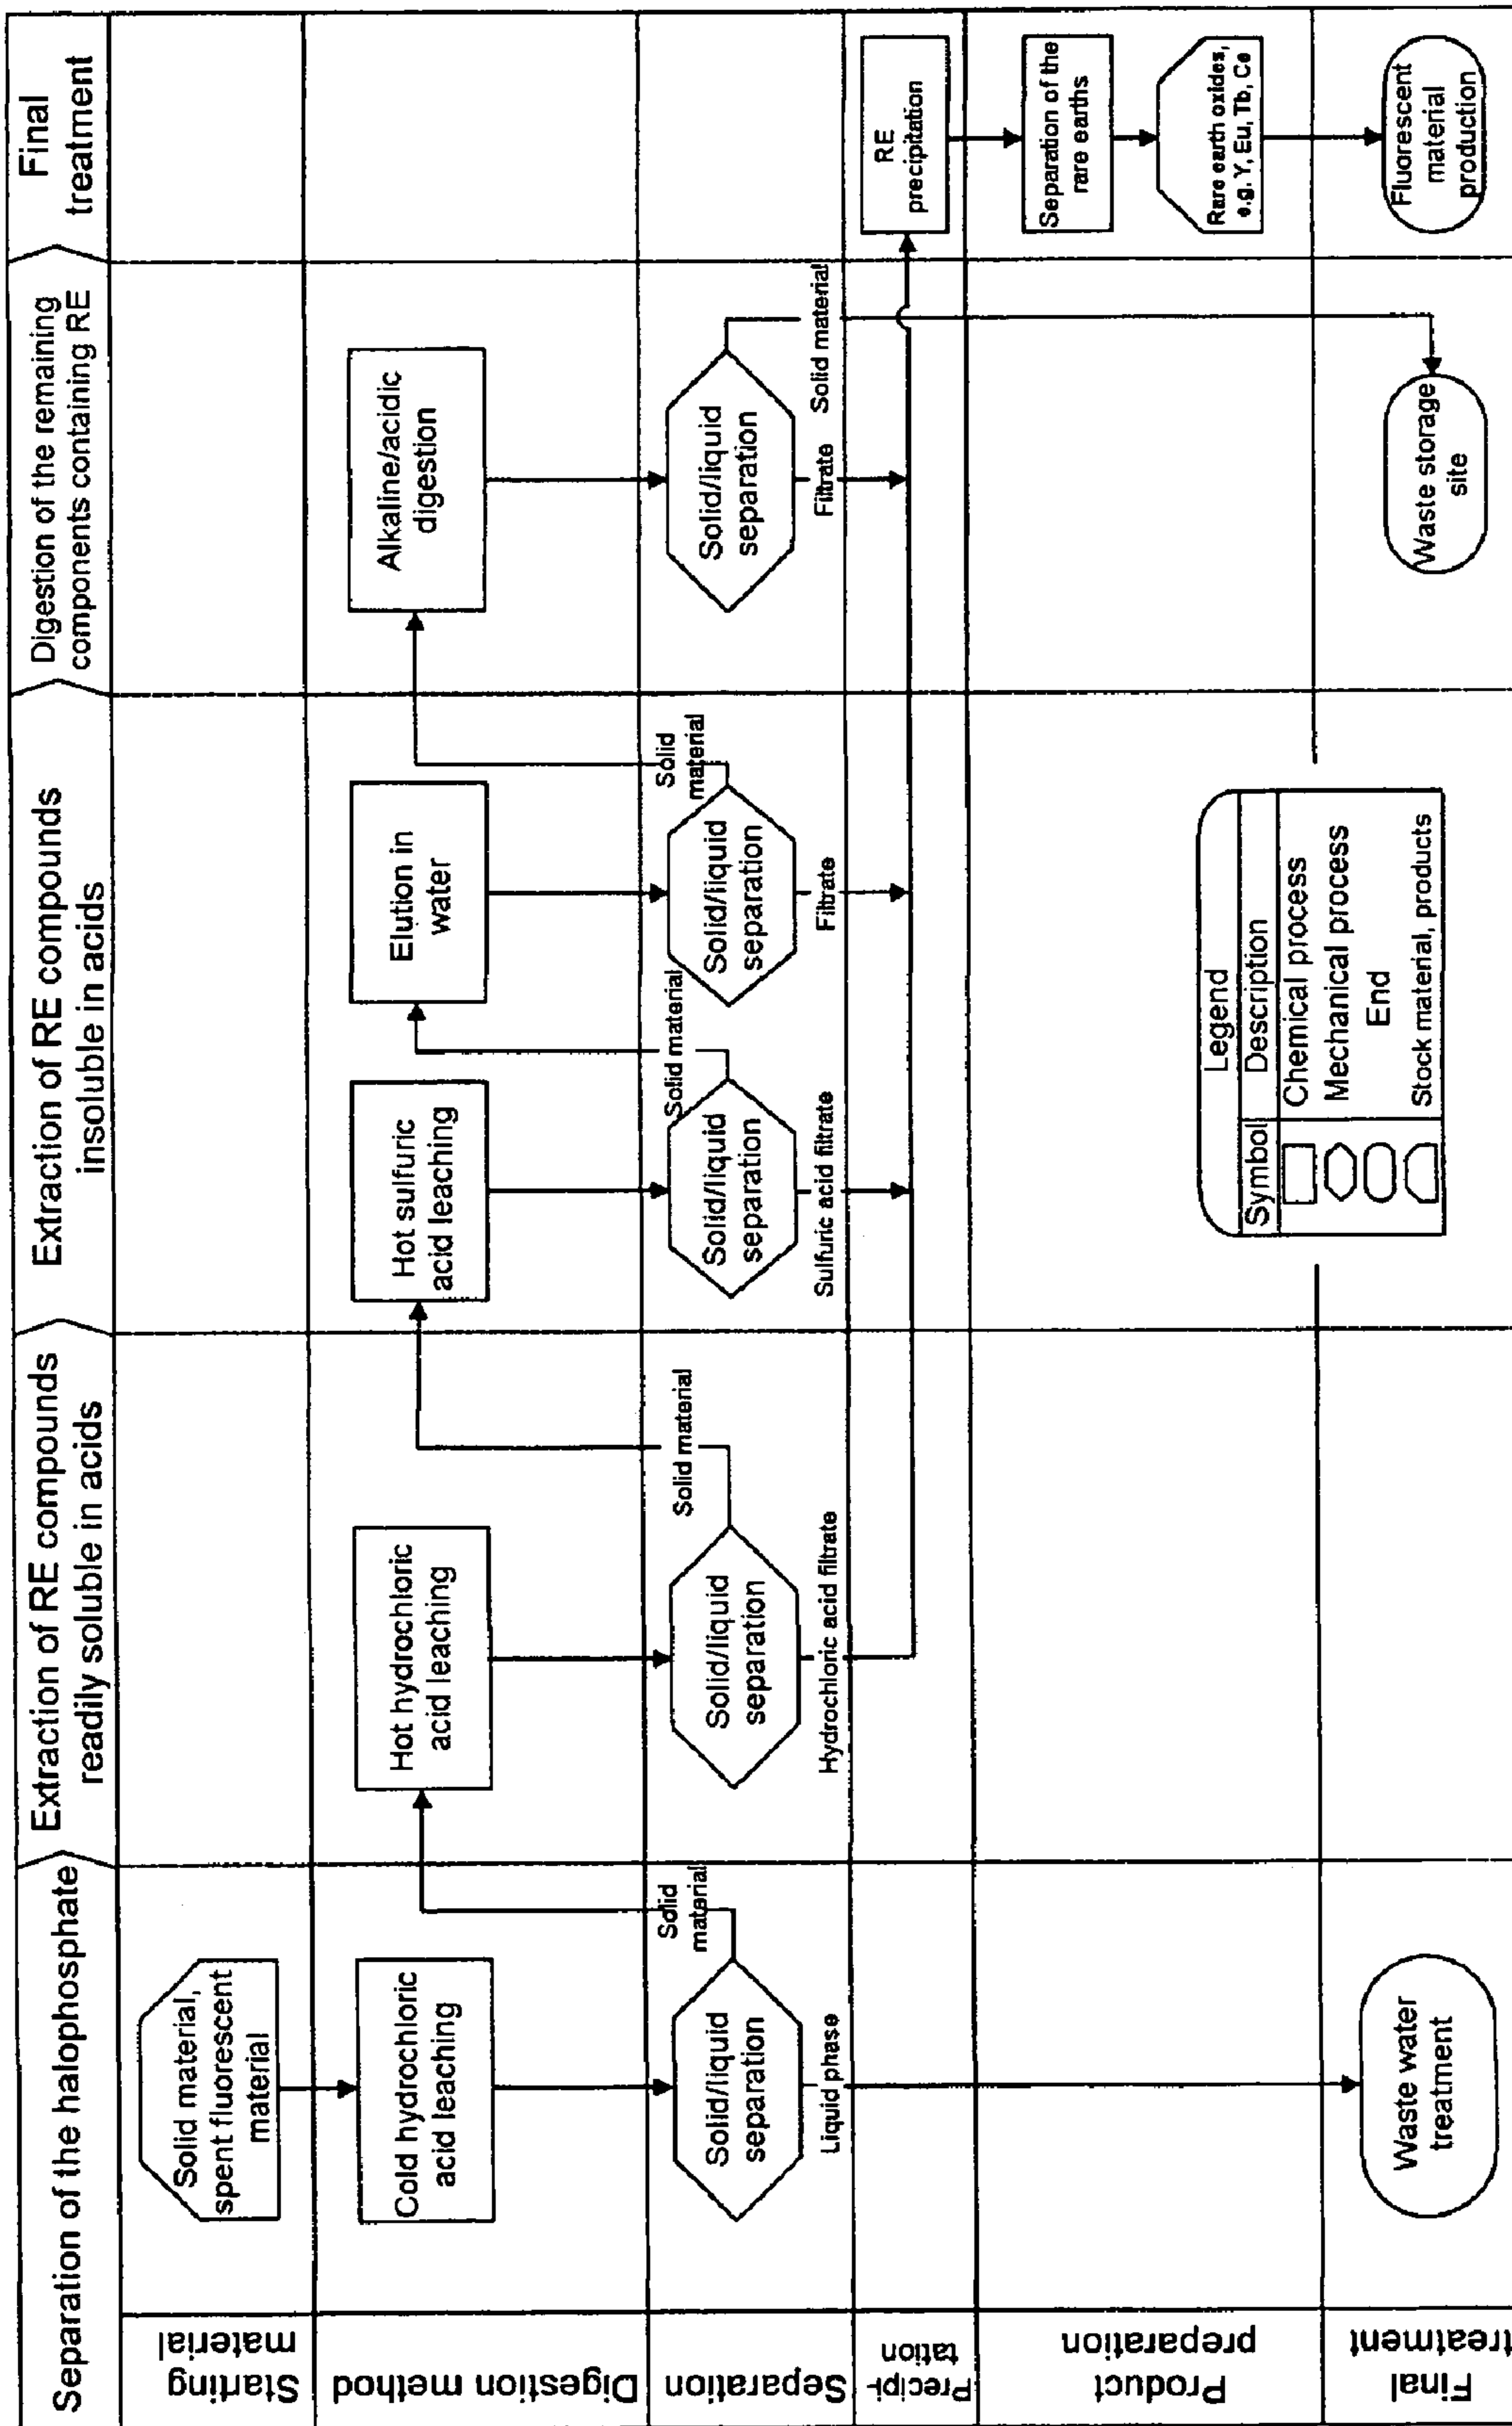 Separation of the halophosphate
Extraction of RE compounds
readily soluble in acids
Extraction of RE compounds
insoluble in acids
Digestion of the remaining
components containing RE
Final
treatment
Starting
material
Solid material,
spent fluorescent
material
Digestion method
Cold hydrochloric
acid leaching
Hot hydrochloric
acid leaching
Hot sulfuric
acid leaching
Elution in
water
Alkaline/acidic
digestion
Separation
Solid
material
Solid material
Solid material
Solid
material
Solid/liquid
separation
Solid/liquid
separation
Solid/liquid
separation
Solid/liquid
separation
Solid/liquid
separation
Liquid phase
Hydrochloric acid filtrate
Sulfuric acid filtrate
Filtrate
Filtrate
Solid material
Precipi-
tation
RE
precipitation
Product
preparation
Separation of the
rare earths
Rare earth oxides,
e.g. Y, Eu, Tb, Ce
Legend
Symbol Description
Chemical process
Mechanical process
End
Stock material, products
Final
treatment
Waste water
treatment
Waste storage
site
Fluorescent
material
production